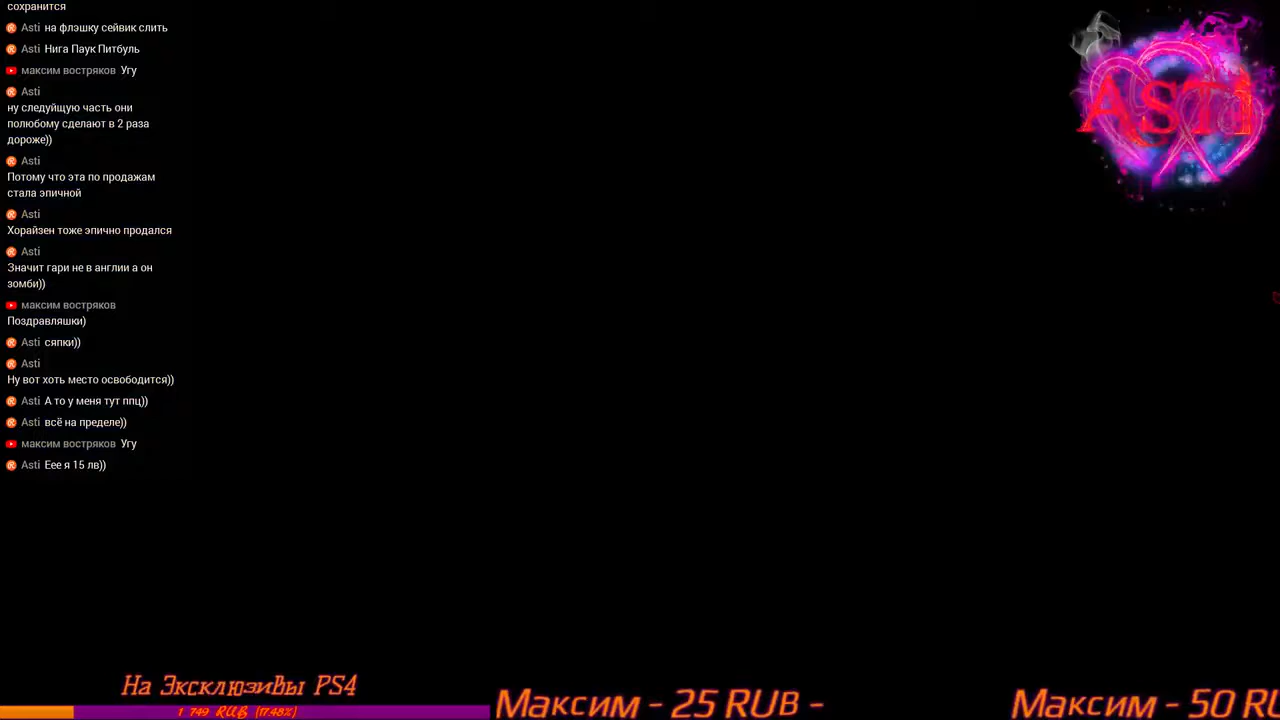 сохранится
Asti на флэшку сейвик слить
Asti Нига Паук Питбуль
максим востряков Угу
Asti
ну следуйщую часть они
полюбому сделают в 2 раза
дороже))
Asti
Потому что эта по продажам
стала эпичной
Asti
Хорайзен тоже эпично продался
Asti
Значит гари не в англии а он
зомби))
максим востряков
Поздравляшки)
Asti сяпки))
Asti
Ну вот хоть место освободится))
Asti А то у меня тут ппц))
Asti всё на пределе))
максим востряков Угу
Asti Еее я 15 лв))
Asti
На Эксклюзивы PS4
1 749 RUB (17.48%)
Максим - 25 RUB -
Максим - 50 RU